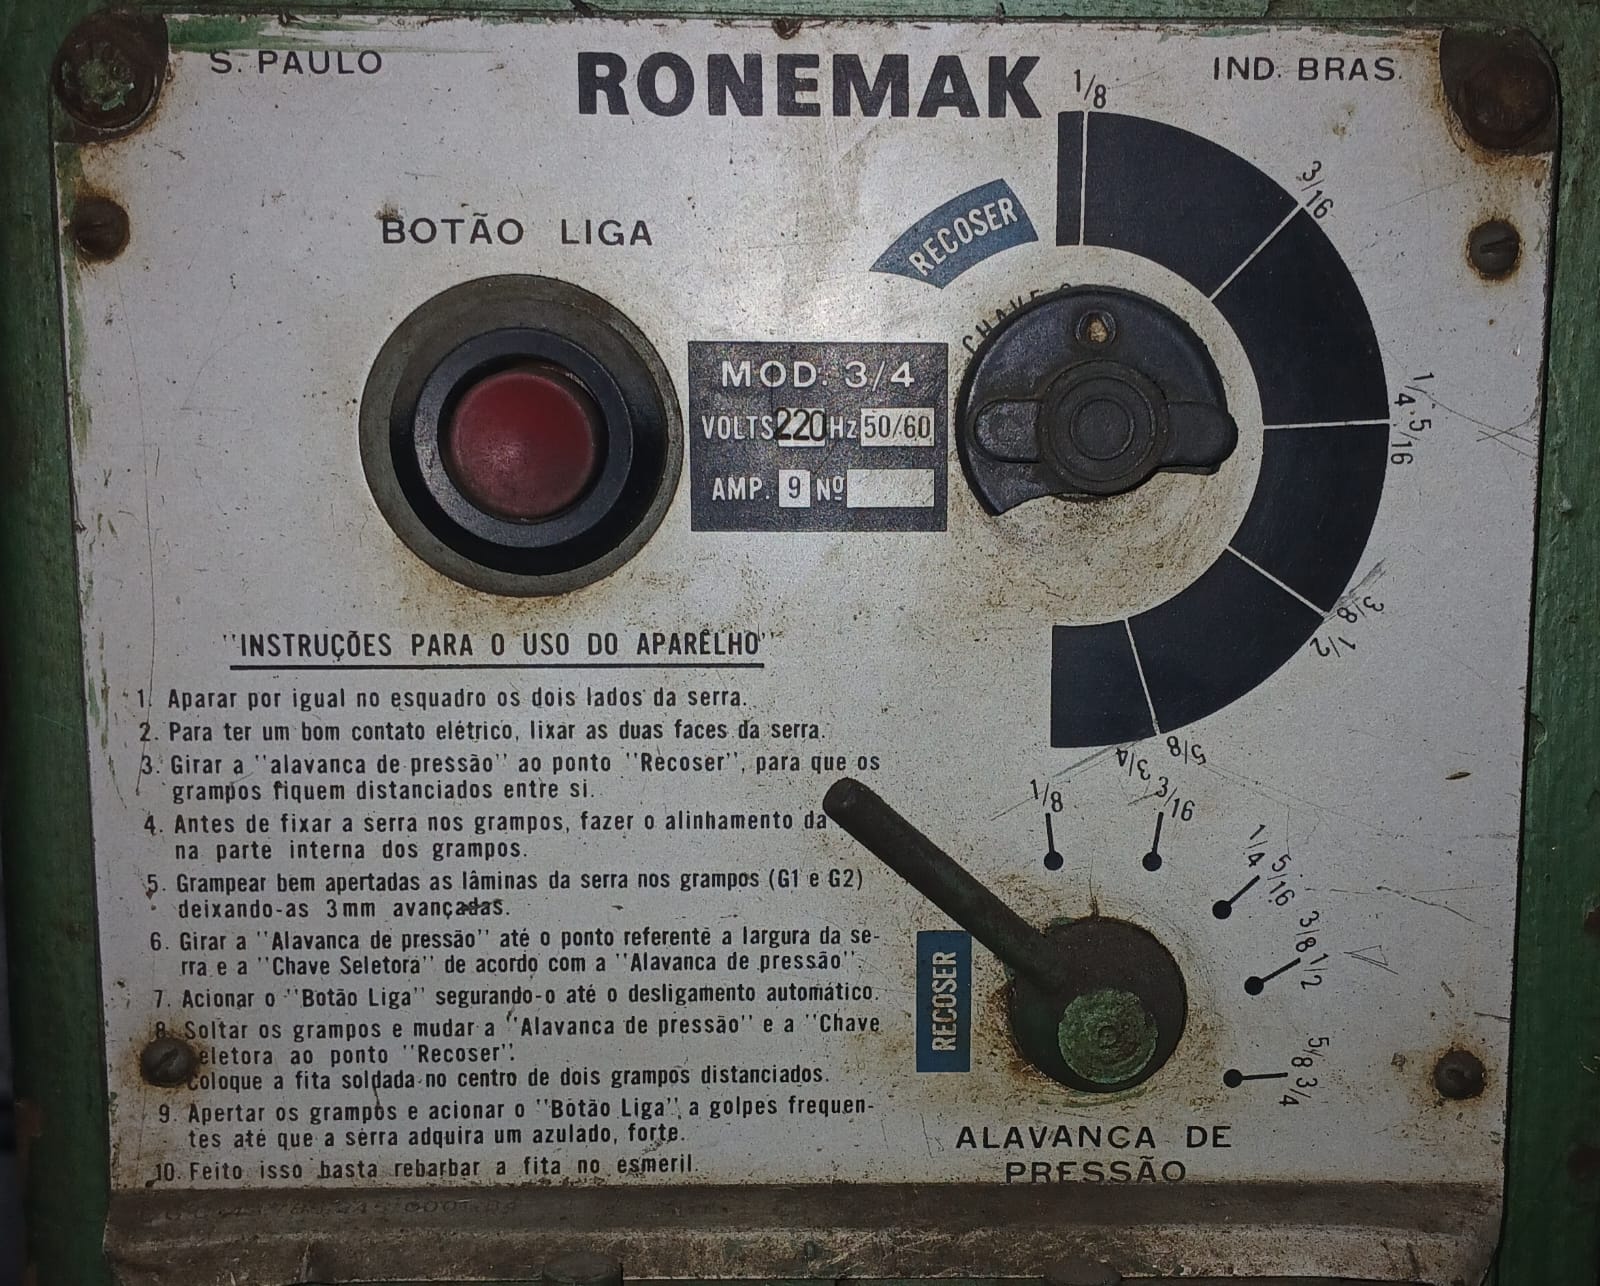 S. PAULO
RONEMAK
IND. BRAS.
BOTÃO LIGA
RECOSER
1/8
3/16
1/4 · 5/16
3/8 1/2
5/8
3/4
CHAVE
MOD. 3/4
VOLTS 220 Hz 50/60
AMP. 9 Nº
"INSTRUÇÕES PARA O USO DO APARELHO"
1. Aparar por igual no esquadro os dois lados da serra.
2. Para ter um bom contato elétrico, lixar as duas faces da serra.
3. Girar a "alavanca de pressão" ao ponto "Recoser", para que os
grampos fiquem distanciados entre si.
4. Antes de fixar a serra nos grampos, fazer o alinhamento da
na parte interna dos grampos.
5. Grampear bem apertadas as lâminas da serra nos grampos (G1 e G2)
deixando-as 3mm avançadas.
6. Girar a "Alavanca de pressão" até o ponto referente a largura da se-
rra e a "Chave Seletora" de acordo com a "Alavanca de pressão".
7. Acionar o "Botão Liga" segurando-o até o desligamento automático.
8. Soltar os grampos e mudar a "Alavanca de pressão" e a "Chave
eletora ao ponto "Recoser".
Coloque a fita soldada no centro de dois grampos distanciados.
9. Apertar os grampos e acionar o "Botão Liga", a golpes frequen-
tes até que a serra adquira um azulado, forte.
10. Feito isso basta rebarbar a fita no esmeril.
1/8
3/16
1/4 5/16
3/8 1/2
5/8 3/4
RECOSER
ALAVANCA DE
PRESSÃO